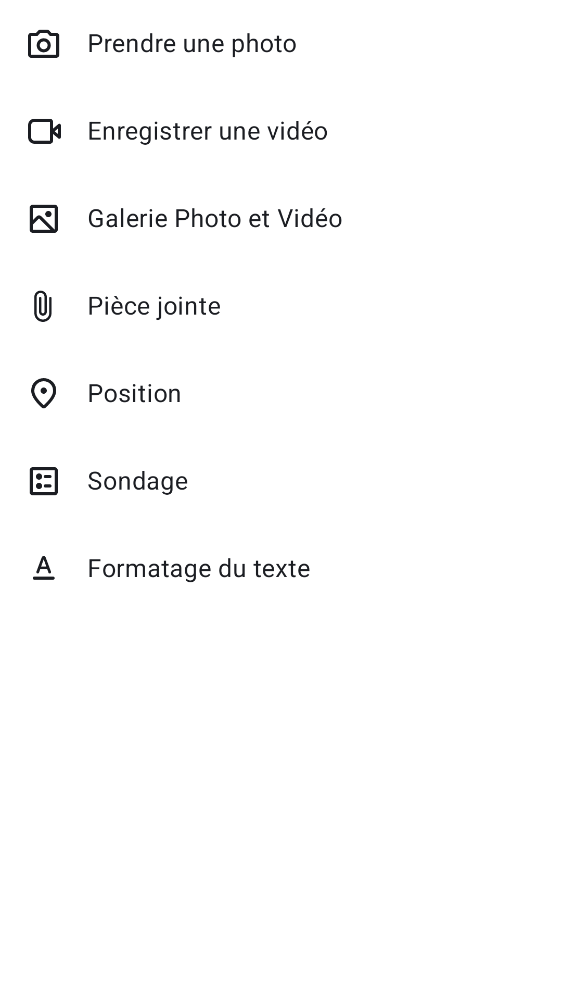 Prendre une photo
Enregistrer une vidéo
Galerie Photo et Vidéo
Pièce jointe
Position
Sondage
Formatage du texte